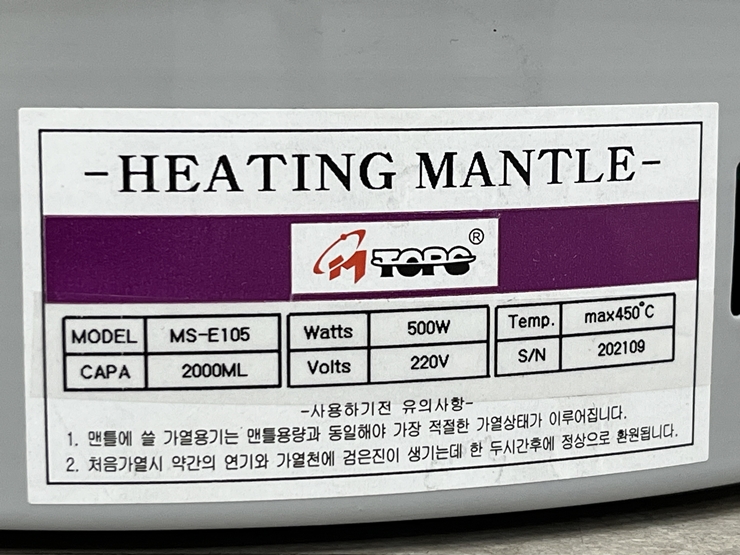 -HEATING MANTLE-
M TOPS®
MODEL MS-E105 Watts 500W Temp. max450°C
CAPA 2000ML Volts 220V S/N 202109
-사용하기전 유의사항-
1. 맨틀에 쓸 가열용기는 맨틀용량과 동일해야 가장 적절한 가열상태가 이루어집니다.
2. 처음가열시 약간의 연기와 가열천에 검은진이 생기는데 한 두시간후에 정상으로 환원됩니다.